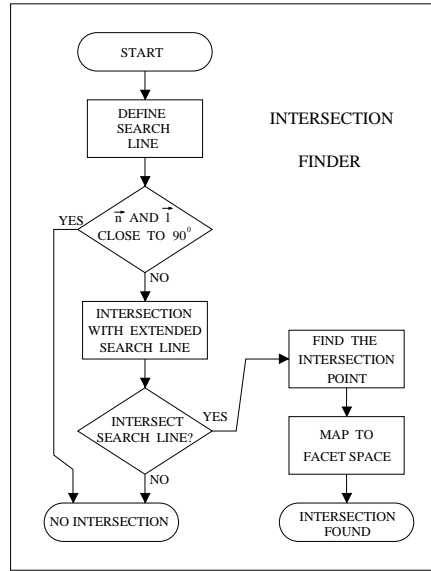 START
DEFINE
SEARCH
LINE
INTERSECTION
FINDER
n AND l
CLOSE TO 90°
YES
NO
INTERSECTION
WITH EXTENDED
SEARCH LINE
INTERSECT
SEARCH LINE?
YES
NO
NO INTERSECTION
FIND THE
INTERSECTION
POINT
MAP TO
FACET SPACE
INTERSECTION
FOUND